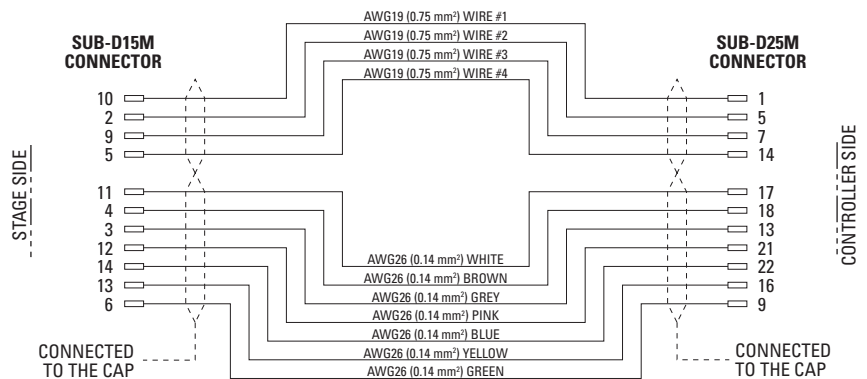 AWG19 (0.75 mm²) WIRE #1
AWG19 (0.75 mm²) WIRE #2
AWG19 (0.75 mm²) WIRE #3
AWG19 (0.75 mm²) WIRE #4
SUB-D15M
CONNECTOR
SUB-D25M
CONNECTOR
10
2
9
5
11
4
3
12
14
13
6
1
5
7
14
17
18
13
21
22
16
9
STAGE SIDE
CONTROLLER SIDE
AWG26 (0.14 mm²) WHITE
AWG26 (0.14 mm²) BROWN
AWG26 (0.14 mm²) GREY
AWG26 (0.14 mm²) PINK
AWG26 (0.14 mm²) BLUE
AWG26 (0.14 mm²) YELLOW
AWG26 (0.14 mm²) GREEN
CONNECTED
TO THE CAP
CONNECTED
TO THE CAP